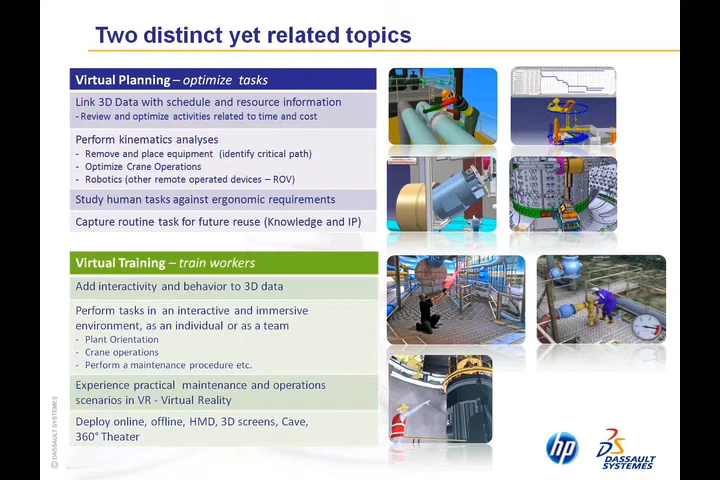 Two distinct yet related topics
Virtual Planning – optimize tasks
Link 3D Data with schedule and resource information
- Review and optimize activities related to time and cost
Perform kinematics analyses
- Remove and place equipment (identify critical path)
- Optimize Crane Operations
- Robotics (other remote operated devices – ROV)
Study human tasks against ergonomic requirements
Capture routine task for future reuse (Knowledge and IP)
Virtual Training – train workers
Add interactivity and behavior to 3D data
Perform tasks in an interactive and immersive
environment, as an individual or as a team
- Plant Orientation
- Crane operations
- Perform a maintenance procedure etc.
Experience practical maintenance and operations
scenarios in VR - Virtual Reality
Deploy online, offline, HMD, 3D screens, Cave,
360° Theater
© DASSAULT SYSTEMES
hp
DASSAULT
SYSTEMES